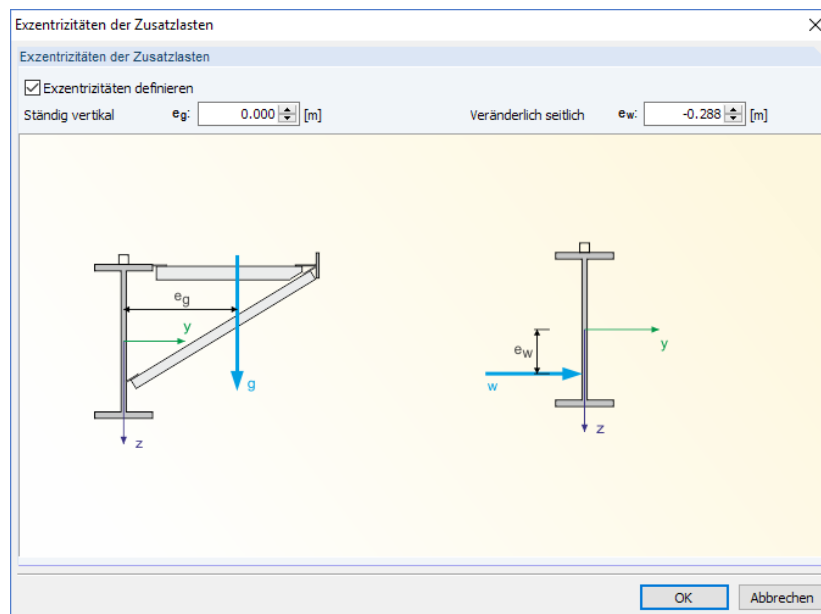 Exzentrizitäten der Zusatzlasten
Exzentrizitäten der Zusatzlasten
Exzentrizitäten definieren
Ständig vertikal eg: 0.000 [m] Veränderlich seitlich ew: -0.288 [m]
eg
y
g
z
ew
y
w
z
OK Abbrechen